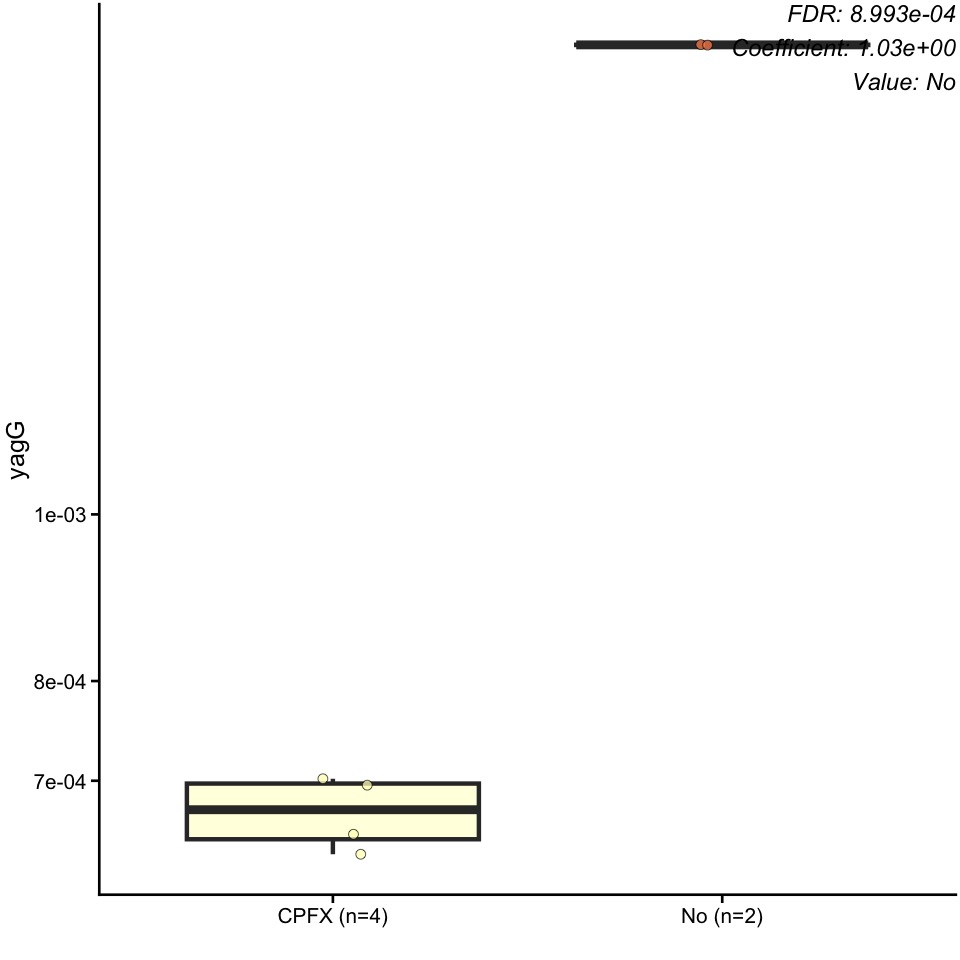 FDR: 8.993e-04
Coefficient: 1.03e+00
Value: No
yagG
1e-03
8e-04
7e-04
CPFX (n=4)
No (n=2)